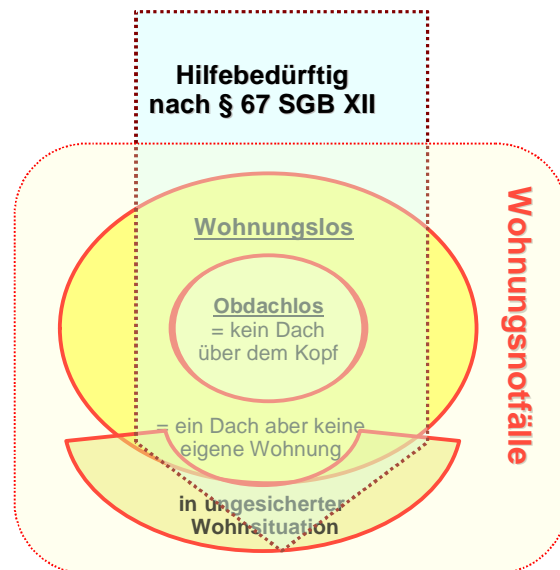 Hilfebedürftig
nach § 67 SGB XII
Wohnungsnotfälle
Wohnungslos
Obdachlos
= kein Dach
über dem Kopf
= ein Dach aber keine
eigene Wohnung
in ungesicherter
Wohnsituation